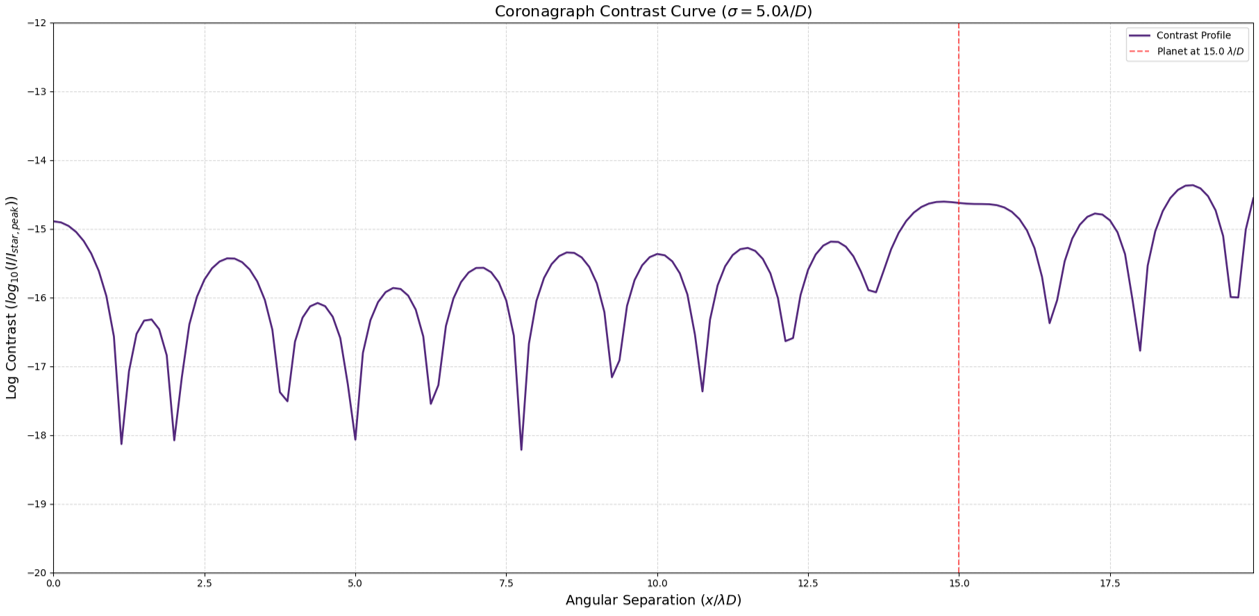 Coronagraph Contrast Curve (σ = 5.0λ/D)
Log Contrast (log₁₀(I/I_star,peak))
−12
−13
−14
−15
−16
−17
−18
−19
−20
Contrast Profile
Planet at 15.0 λ/D
0.0 2.5 5.0 7.5 10.0 12.5 15.0 17.5
Angular Separation (x/λD)